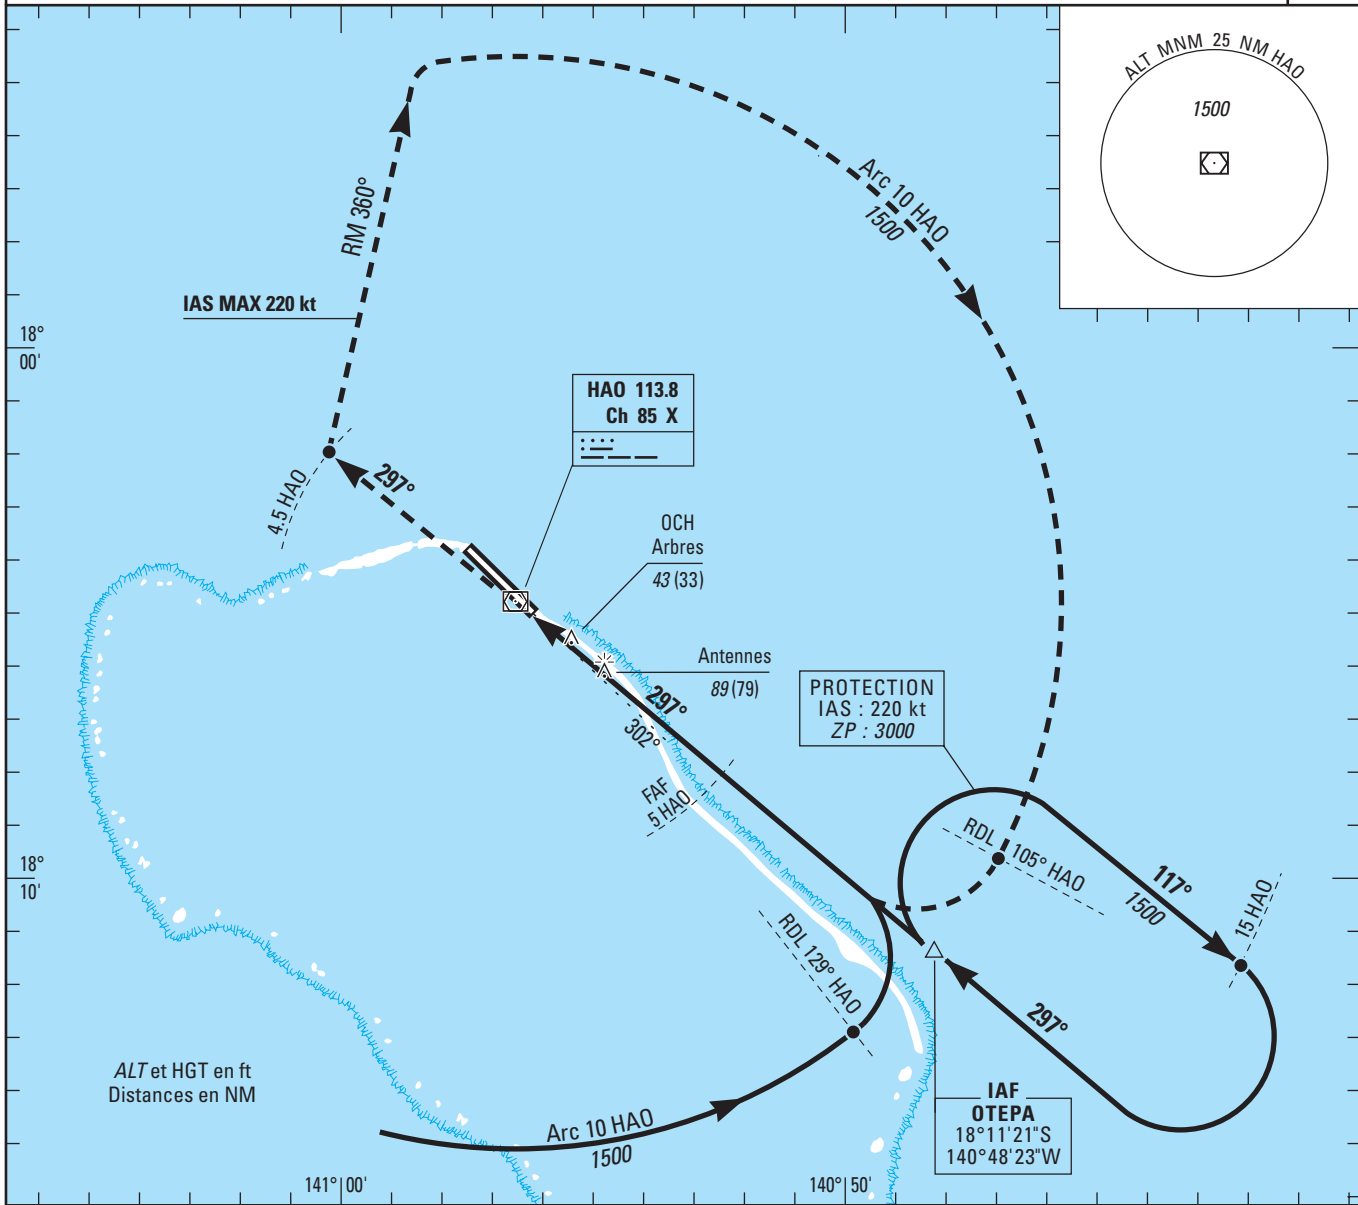 ALT MNM 25 NM HAO
1500
Arc 10 HAO
1500
RM 360°
IAS MAX 220 kt
18°
00'
HAO 113.8
Ch 85 X
297°
4.5 HAO
OCH
Arbres
43 (33)
Antennes
89 (79)
297°
302°
PROTECTION
IAS : 220 kt
ZP : 3000
FAF
5 HAO
RDL 105° HAO
18°
10'
117°
1500
15 HAO
RDL 129° HAO
297°
ALT et HGT en ft
Distances en NM
Arc 10 HAO
1500
IAF
OTEPA
18°11'21"S
140°48'23"W
141°00'
140°50'